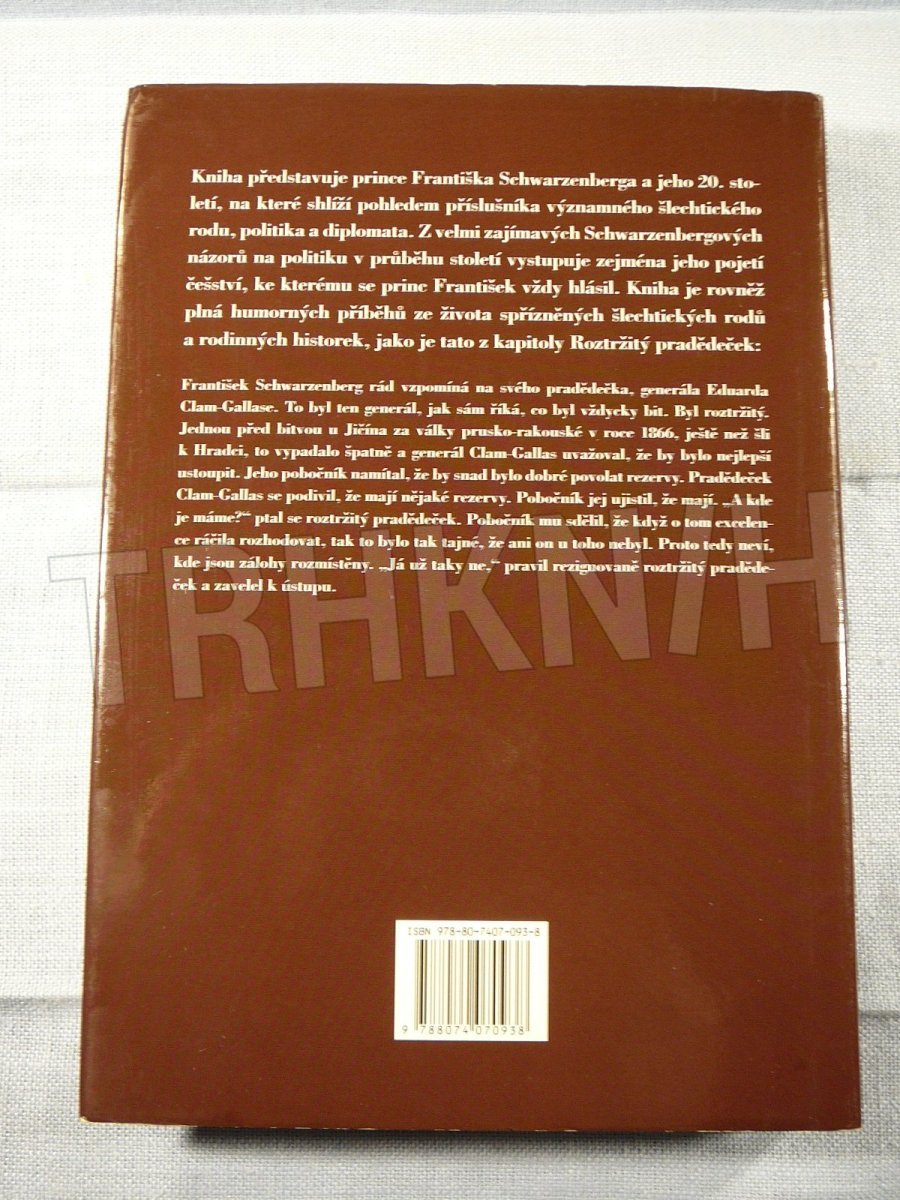 Kniha představuje prince Františka Schwarzenberga a jeho 20. sto-
letí, na které shlíží pohledem příslušníka významného šlechtického
rodu, politika a diplomata. Z velmi zajímavých Schwarzenbergových
názorů na politiku v průběhu století vystupuje zejména jeho pojetí
češství, ke kterému se princ František vždy hlásil. Kniha je rovněž
plná humorných příběhů ze života spřízněných šlechtických rodů
a rodinných historek, jako je tato z kapitoly Roztržitý pradědeček:
František Schwarzenberg rád vzpomíná na svého pradědečka, generála Eduarda
Clam-Gallase. To byl ten generál, jak sám říká, co byl vždycky bit. Byl roztržitý.
Jednou před bitvou u Jičína za války prusko-rakouské v roce 1866, ještě než šli
k Hradci, to vypadalo špatně a generál Clam-Gallas uvažoval, že by bylo nejlepší
ustoupit. Jeho pobočník namítal, že by snad bylo dobré povolat rezervy. Pradědeček
Clam-Gallas se podivil, že mají nějaké rezervy. Pobočník jej ujistil, že mají. „A kde
je máme?“ ptal se roztržitý pradědeček. Pobočník mu sdělil, že když o tom excelen-
ce ráčila rozhodovat, tak to bylo tak tajné, že ani on u toho nebyl. Proto tedy neví,
kde jsou zálohy rozmístěny. „Já už taky ne,“ pravil rezignovaně roztržitý praděde-
ček a zavelel k ústupu.
TRHKNIH
ISBN 978-80-7407-093-8
9 788074 070938